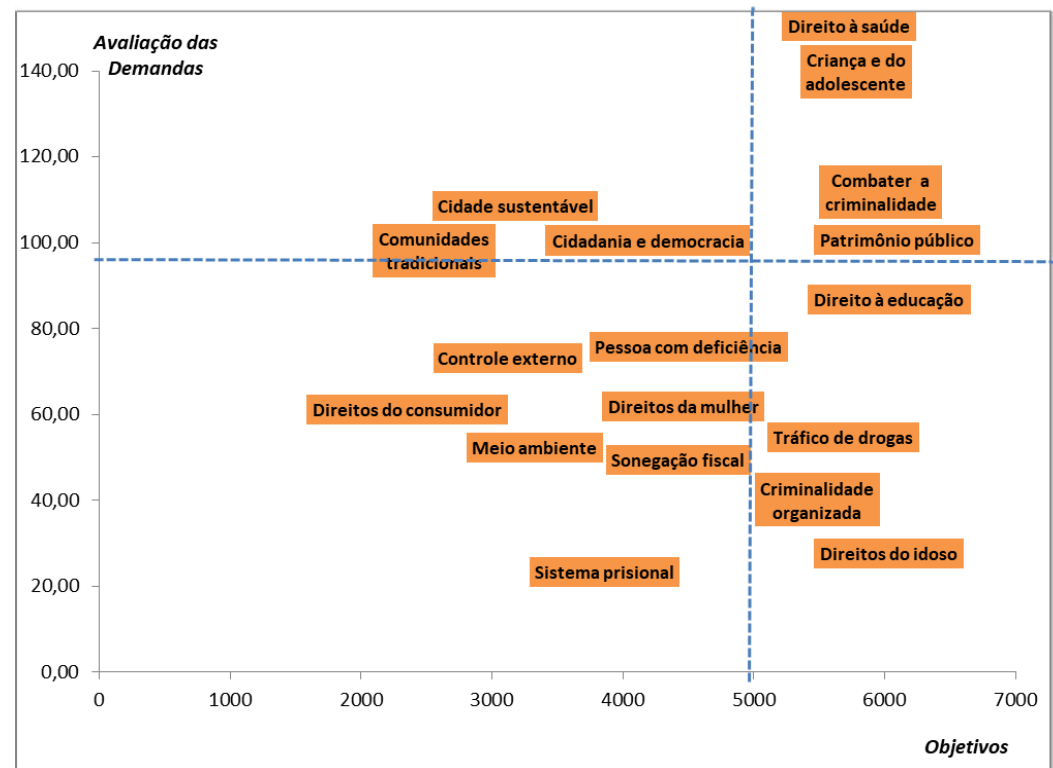 Avaliação das
Demandas
Direito à saúde
140,00
Criança e do
adolescente
120,00
Combater a
criminalidade
Cidade sustentável
100,00
Comunidades
tradicionais
Cidadania e democracia
Patrimônio público
Direito à educação
80,00
Pessoa com deficiência
Controle externo
60,00
Direitos do consumidor
Direitos da mulher
Tráfico de drogas
Meio ambiente
Sonegação fiscal
40,00
Criminalidade
organizada
Direitos do idoso
20,00
Sistema prisional
0,00
0 1000 2000 3000 4000 5000 6000 7000
Objetivos